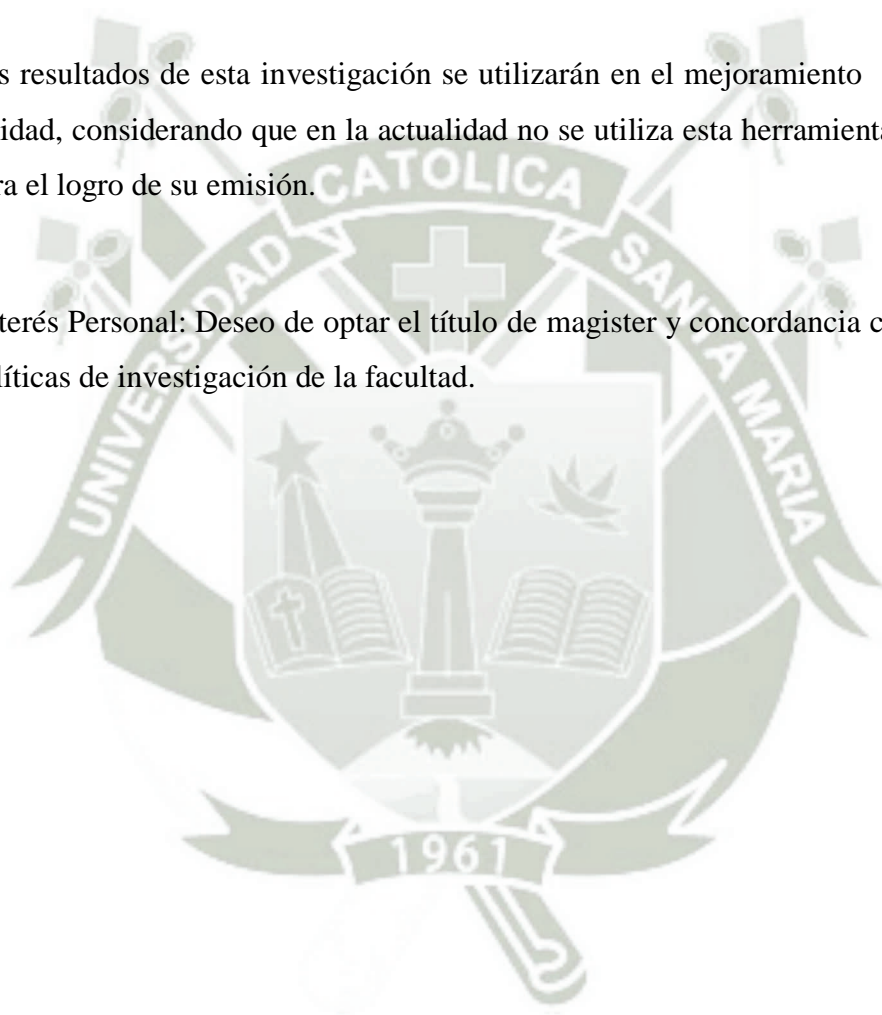 s resultados de esta investigación se utilizarán en el mejoramiento
idad, considerando que en la actualidad no se utiliza esta herramienta
ra el logro de su emisión.
terés Personal: Deseo de optar el título de magister y concordancia c
líticas de investigación de la facultad.
UNIVERSIDAD CATOLICA SANTA MARIA
1961